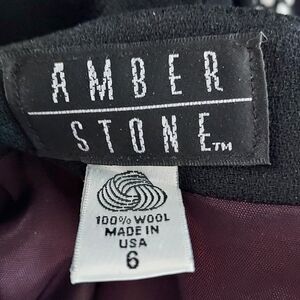 AMBER
STONE™
100% WOOL
MADE IN
USA
6